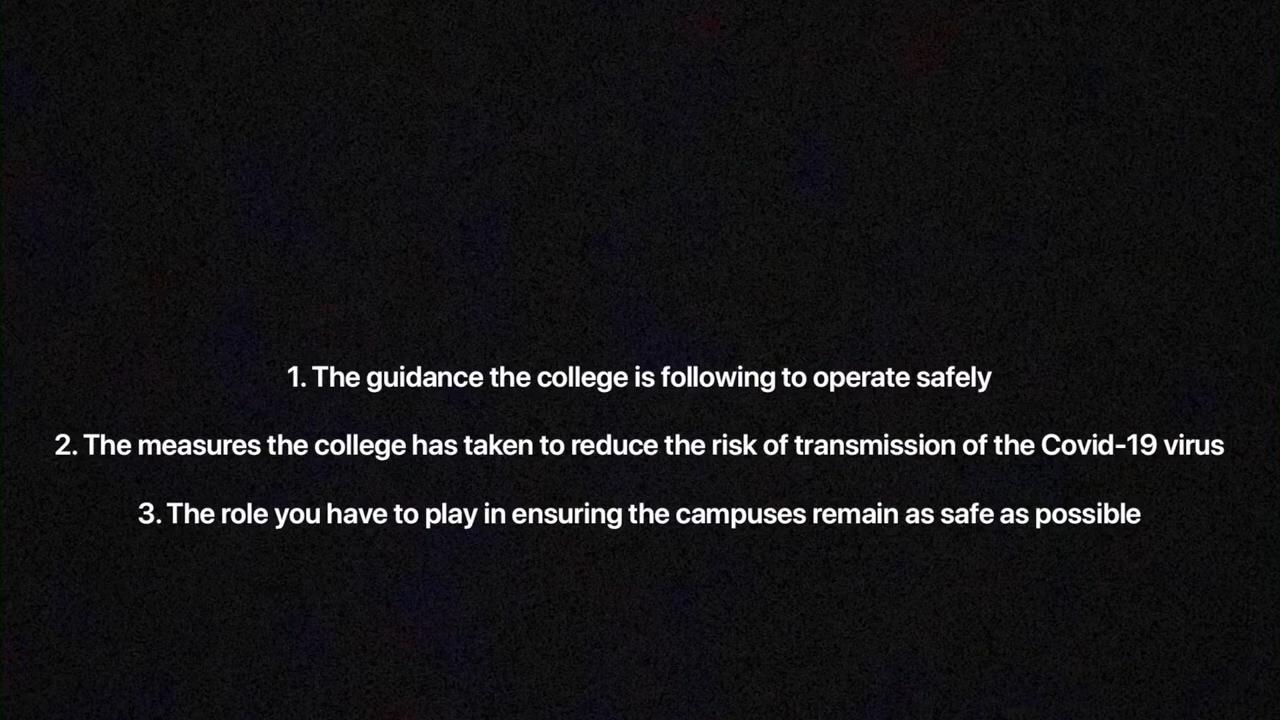 1. The guidance the college is following to operate safely
2. The measures the college has taken to reduce the risk of transmission of the Covid-19 virus
3. The role you have to play in ensuring the campuses remain as safe as possible